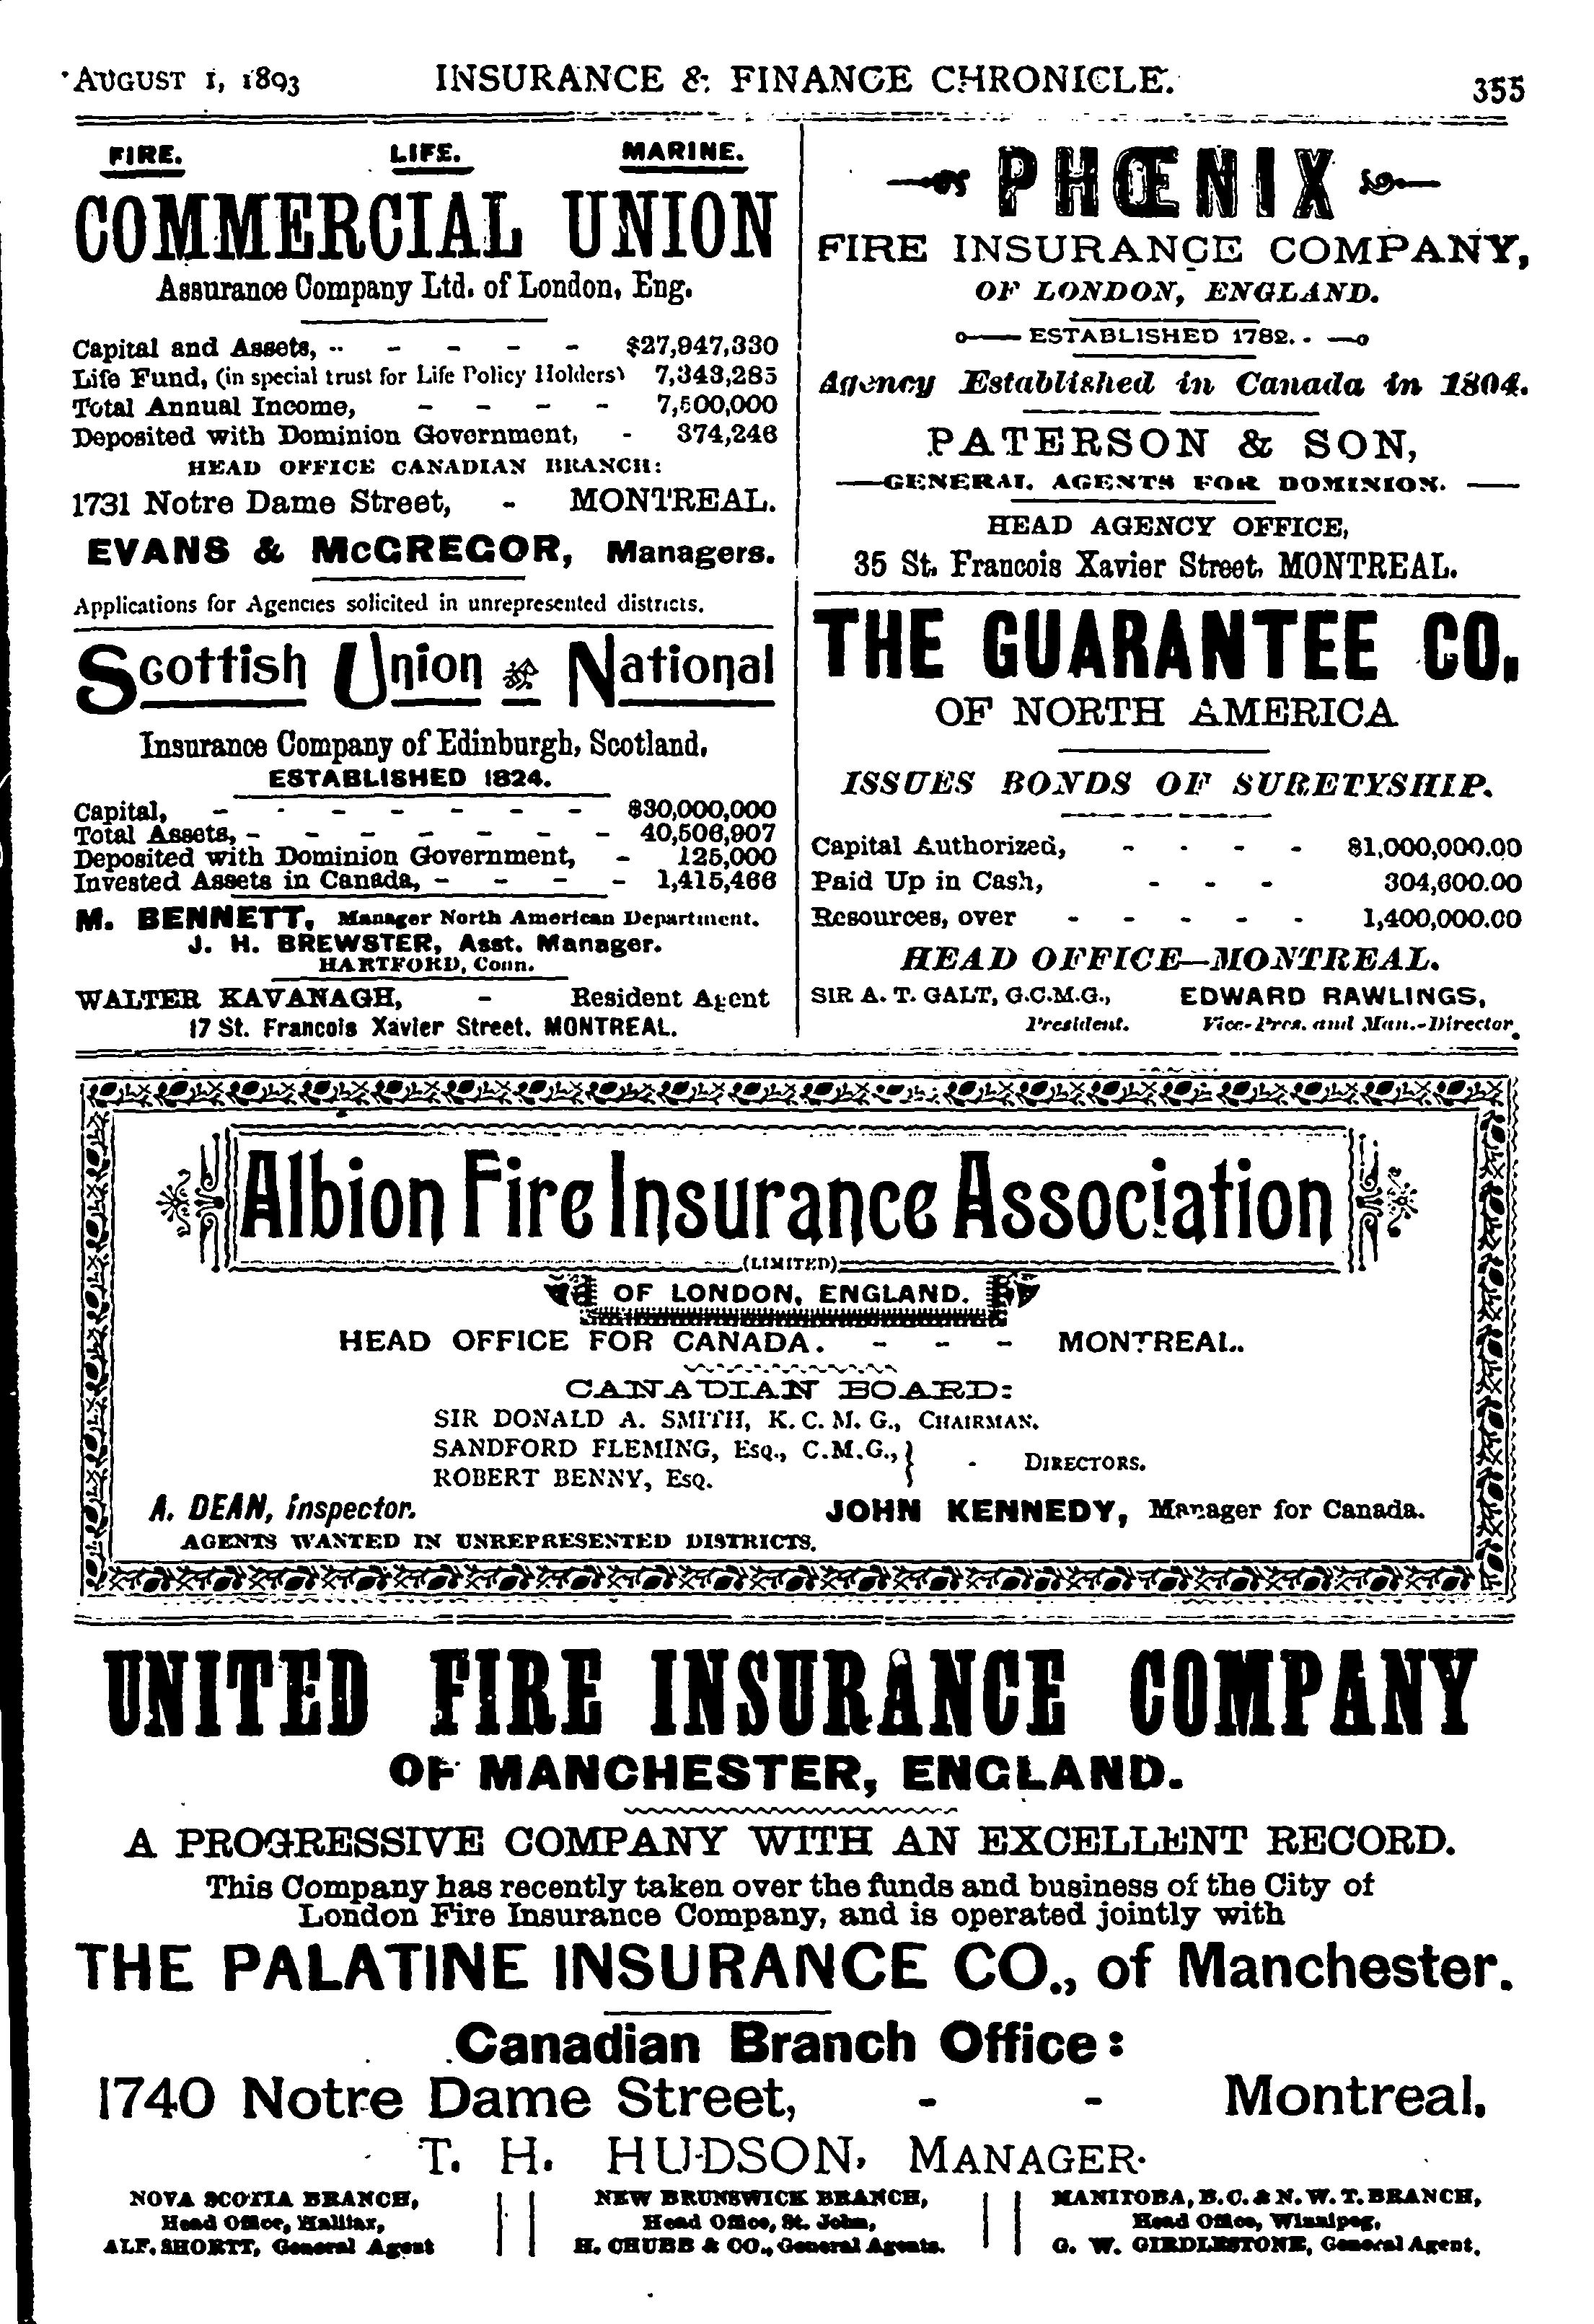 AUGUST 1, 1893 INSURANCE & FINANCE CHRONICLE. 355
FIRE. LIFE. MARINE.
COMMERCIAL UNION
Assurance Company Ltd. of London, Eng.
Capital and Assets, - - - - - $27,947,330
Life Fund, (in special trust for Life Policy Holders) 7,343,285
Total Annual Income, - - - - 7,500,000
Deposited with Dominion Government, - 374,246
HEAD OFFICE CANADIAN BRANCH:
1731 Notre Dame Street, - MONTREAL.
EVANS & McGREGOR, Managers.
Applications for Agencies solicited in unrepresented districts.
Scottish Union & National
Insurance Company of Edinburgh, Scotland.
ESTABLISHED 1824.
Capital, - - - - - - - $30,000,000
Total Assets, - - - - - - - 40,506,907
Deposited with Dominion Government, - 125,000
Invested Assets in Canada, - - - - 1,415,466
M. BENNETT, Manager North American Department.
J. H. BREWSTER, Asst. Manager.
HARTFORD, Conn.
WALTER KAVANAGH, - Resident Agent
17 St. Francois Xavier Street, MONTREAL.
PHŒNIX
FIRE INSURANCE COMPANY,
OF LONDON, ENGLAND.
ESTABLISHED 1782.
Agency Established in Canada in 1804.
PATERSON & SON,
—GENERAL AGENTS FOR DOMINION.—
HEAD AGENCY OFFICE,
35 St. Francois Xavier Street, MONTREAL.
THE GUARANTEE CO.
OF NORTH AMERICA
ISSUES BONDS OF SURETYSHIP.
Capital Authorized, - - - - $1,000,000.00
Paid Up in Cash, - - - 304,600.00
Resources, over - - - - - 1,400,000.00
HEAD OFFICE—MONTREAL.
SIR A. T. GALT, G.C.M.G., EDWARD RAWLINGS,
President. Vice-Pres. and Man.-Director.
Albion Fire Insurance Association
(LIMITED)
OF LONDON, ENGLAND.
HEAD OFFICE FOR CANADA. - - - MONTREAL.
CANADIAN BOARD:
SIR DONALD A. SMITH, K. C. M. G., CHAIRMAN.
SANDFORD FLEMING, ESQ., C.M.G., } - DIRECTORS.
ROBERT BENNY, ESQ.
A. DEAN, Inspector. JOHN KENNEDY, Manager for Canada.
AGENTS WANTED IN UNREPRESENTED DISTRICTS.
UNITED FIRE INSURANCE COMPANY
OF MANCHESTER, ENGLAND.
A PROGRESSIVE COMPANY WITH AN EXCELLENT RECORD.
This Company has recently taken over the funds and business of the City of
London Fire Insurance Company, and is operated jointly with
THE PALATINE INSURANCE CO., of Manchester.
Canadian Branch Office:
1740 Notre Dame Street, - - Montreal.
T. H. HUDSON, MANAGER.
NOVA SCOTIA BRANCH,
Head Office, Halifax,
ALF. SHORTT, General Agent
NEW BRUNSWICK BRANCH,
Head Office, St. John,
H. CHUBB & CO., General Agents.
MANITOBA, B. C. & N. W. T. BRANCH,
Head Office, Winnipeg,
G. W. GIRDLESTONE, General Agent.